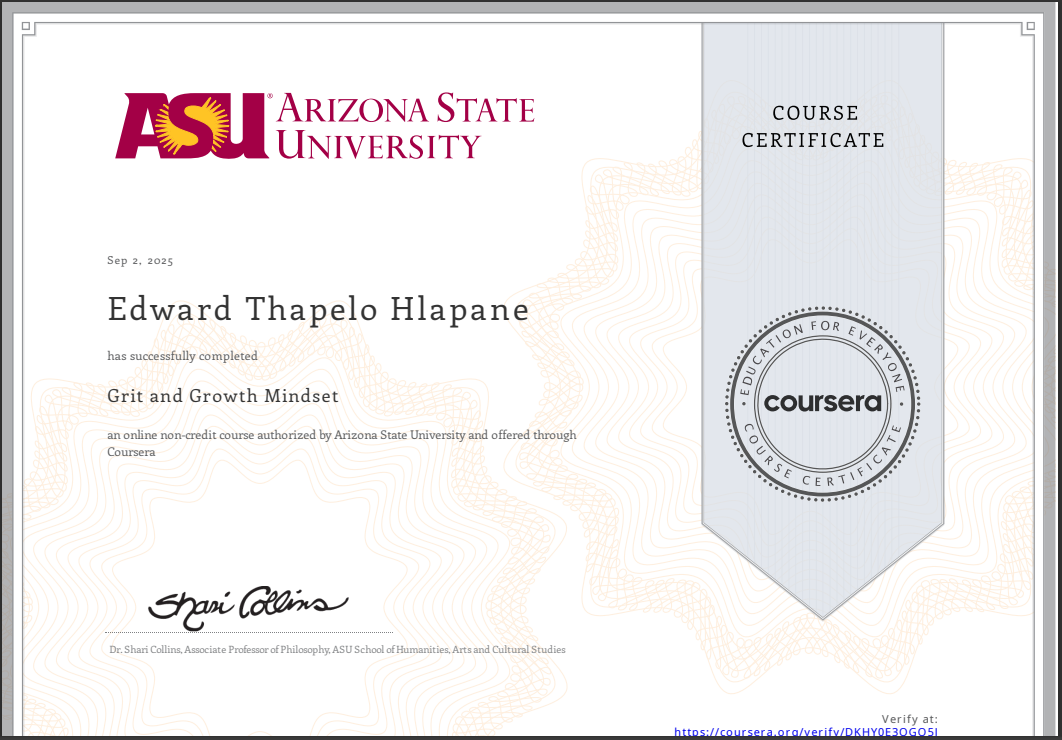 ASU® ARIZONA STATE
UNIVERSITY
COURSE
CERTIFICATE
Sep 2, 2025
Edward Thapelo Hlapane
has successfully completed
Grit and Growth Mindset
an online non-credit course authorized by Arizona State University and offered through
Coursera
EDUCATION FOR EVERYONE
coursera
COURSE CERTIFICATE
Shari Collins
Dr. Shari Collins, Associate Professor of Philosophy, ASU School of Humanities, Arts and Cultural Studies
Verify at:
https://coursera.org/verify/DKHY0E3OGO5J